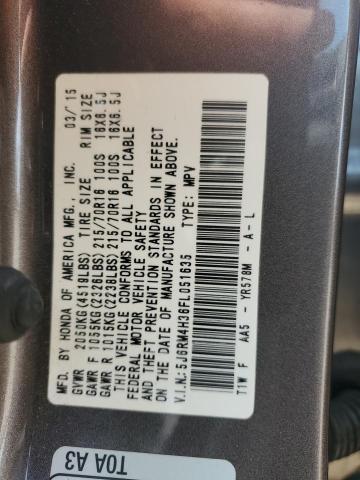 MFD. BY HONDA OF AMERICA MFG., INC. 03/ 15
GVWR 2050KG(4519LBS) TIRE SIZE RIM SIZE
GAWR F 1055KG(2326LBS) 215/70R16 100S 16X6.5J
GAWR R 1015KG(2238LBS) 215/70R16 100S 16X6.5J
THIS VEHICLE CONFORMS TO ALL APPLICABLE
FEDERAL MOTOR VEHICLE SAFETY
AND THEFT PREVENTION STANDARDS IN EFFECT
ON THE DATE OF MANUFACTURE SHOWN ABOVE.
V.I.N.: 5J6RM4H36FL051635 TYPE: MPV
T1W F AA5 - YR578M - A - L
T0A A3